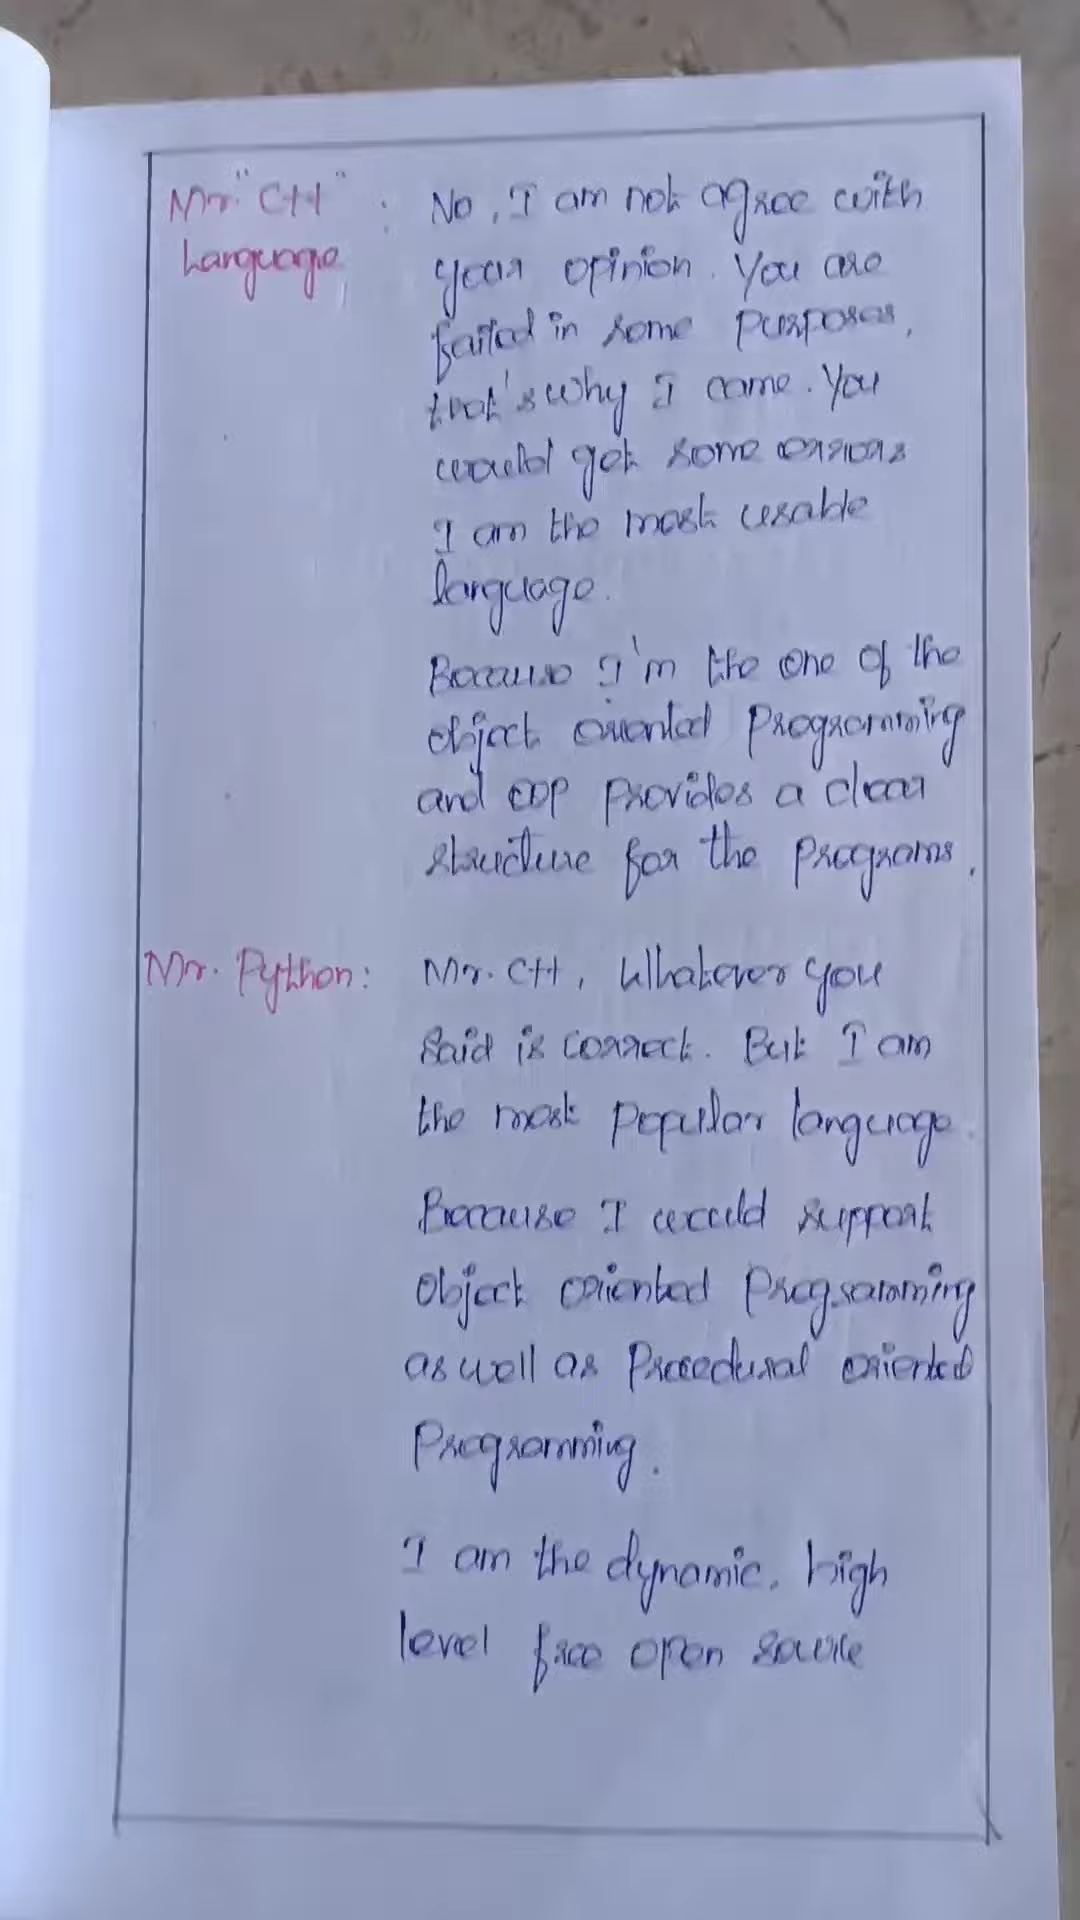 Mr. "C++" : No, I am not agree with
Language, your opinion. You are
failed in some purposes,
that's why I came. You
would get some errors
I am the most usable
language.
Because I'm the one of the
object oriented programming
and OOP provides a clear
structure for the programs.
Mr. Python: Mr. C++, Whatever you
said is correct. But I am
the most popular language.
Because I would support
object oriented programming
as well as Procedural oriented
Programming.
I am the dynamic, high
level free open source